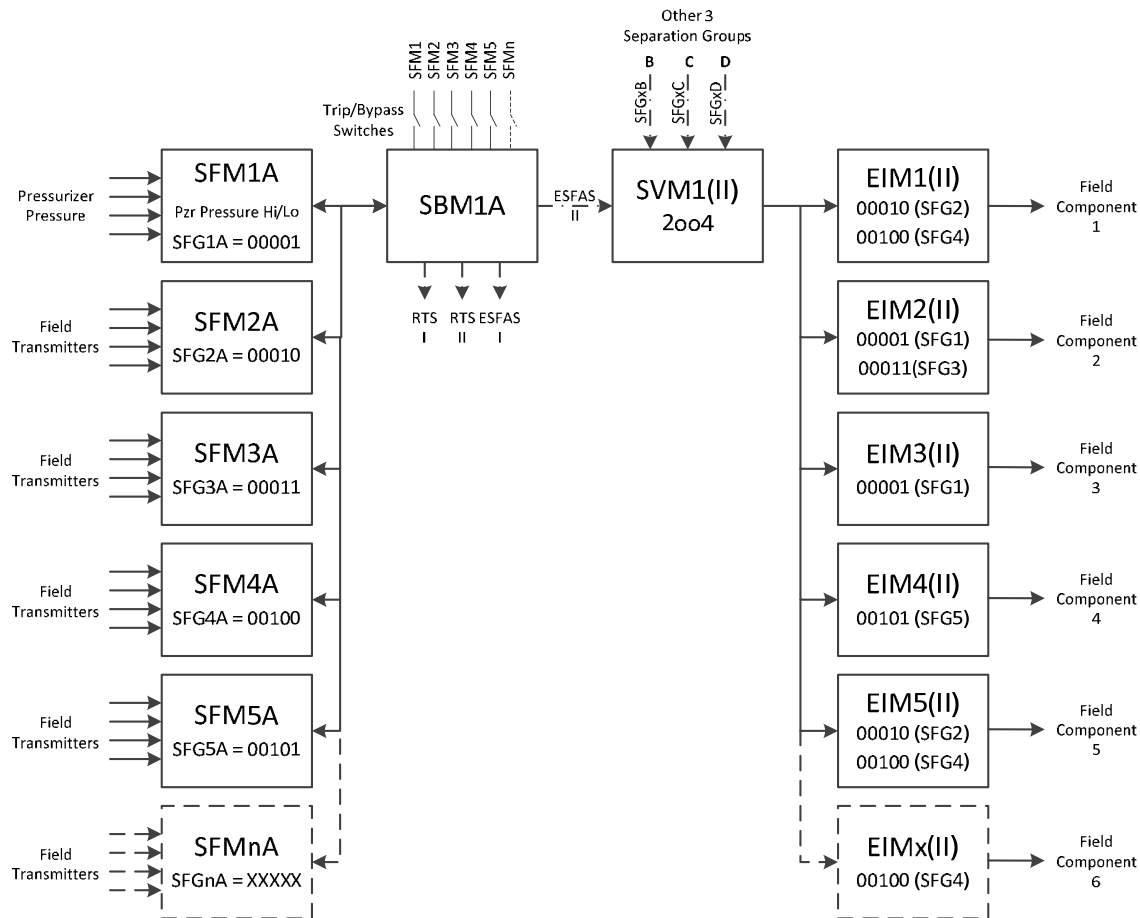 Other 3
Separation Groups
B
C
D
SFGxB
SFGxC
SFGxD
SFM1
SFM2
SFM3
SFM4
SFM5
SFMn
Trip/Bypass
Switches
Pressurizer
Pressure
SFM1A
Pzr Pressure Hi/Lo
SFG1A = 00001
SBM1A
ESFAS
II
SVM1(II)
2oo4
EIM1(II)
00010 (SFG2)
00100 (SFG4)
Field
Component
1
RTS
I
RTS
II
ESFAS
I
Field
Transmitters
SFM2A
SFG2A = 00010
EIM2(II)
00001 (SFG1)
00011(SFG3)
Field
Component
2
Field
Transmitters
SFM3A
SFG3A = 00011
EIM3(II)
00001 (SFG1)
Field
Component
3
Field
Transmitters
SFM4A
SFG4A = 00100
EIM4(II)
00101 (SFG5)
Field
Component
4
Field
Transmitters
SFM5A
SFG5A = 00101
EIM5(II)
00010 (SFG2)
00100 (SFG4)
Field
Component
5
Field
Transmitters
SFMnA
SFGnA = XXXXX
EIMx(II)
00100 (SFG4)
Field
Component
6